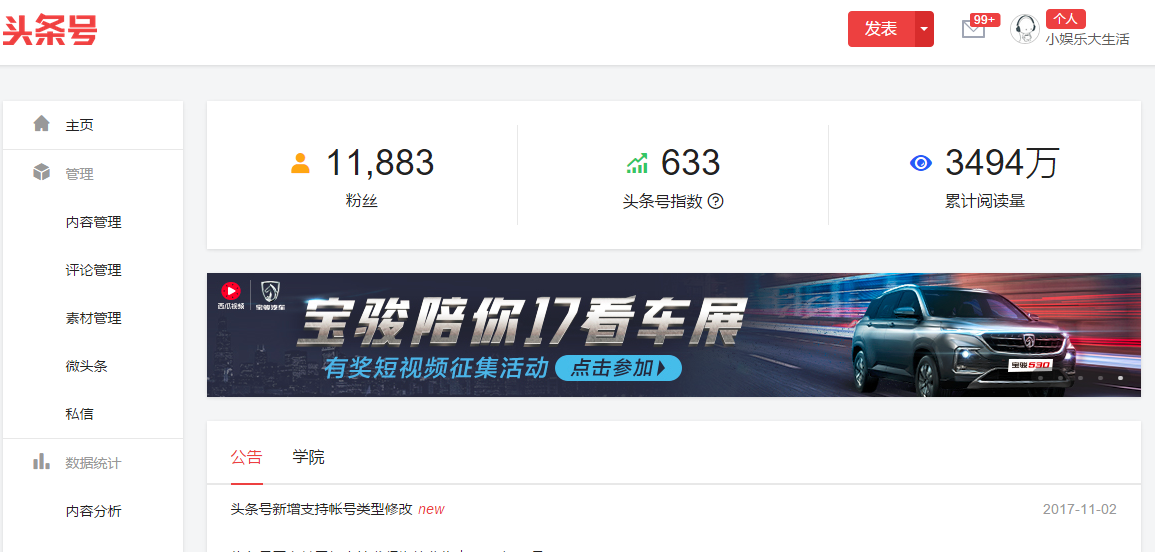 头条号
发表
99+
个人
小娱乐大生活
主页
管理
内容管理
评论管理
素材管理
微头条
私信
数据统计
内容分析
11,883
粉丝
633
头条号指数
3494万
累计阅读量
西瓜视频
宝骏汽车
宝骏陪你17看车展
有奖短视频征集活动 点击参加
宝骏530
公告 学院
头条号新增支持帐号类型修改 new 2017-11-02